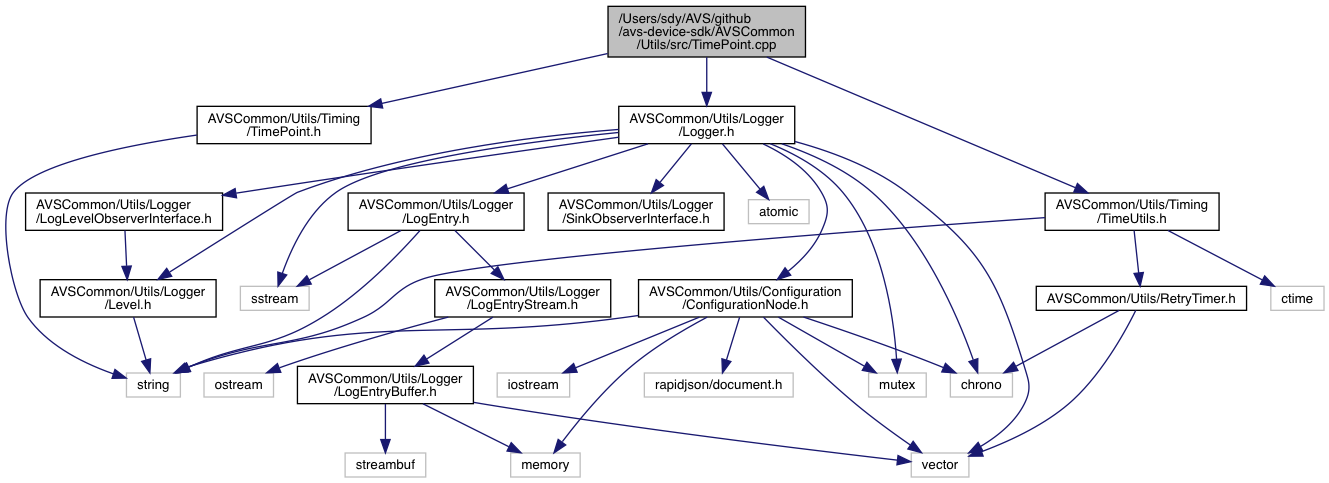 /Users/sdy/AVS/github
/avs-device-sdk/AVSCommon
/Utils/src/TimePoint.cpp
AVSCommon/Utils/Timing
/TimePoint.h
AVSCommon/Utils/Logger
/Logger.h
AVSCommon/Utils/Logger
/LogLevelObserverInterface.h
AVSCommon/Utils/Logger
/LogEntry.h
AVSCommon/Utils/Logger
/SinkObserverInterface.h
atomic
AVSCommon/Utils/Timing
/TimeUtils.h
AVSCommon/Utils/Logger
/Level.h
sstream
AVSCommon/Utils/Logger
/LogEntryStream.h
AVSCommon/Utils/Configuration
/ConfigurationNode.h
AVSCommon/Utils/RetryTimer.h
ctime
string
ostream
AVSCommon/Utils/Logger
/LogEntryBuffer.h
iostream
rapidjson/document.h
mutex
chrono
streambuf
memory
vector